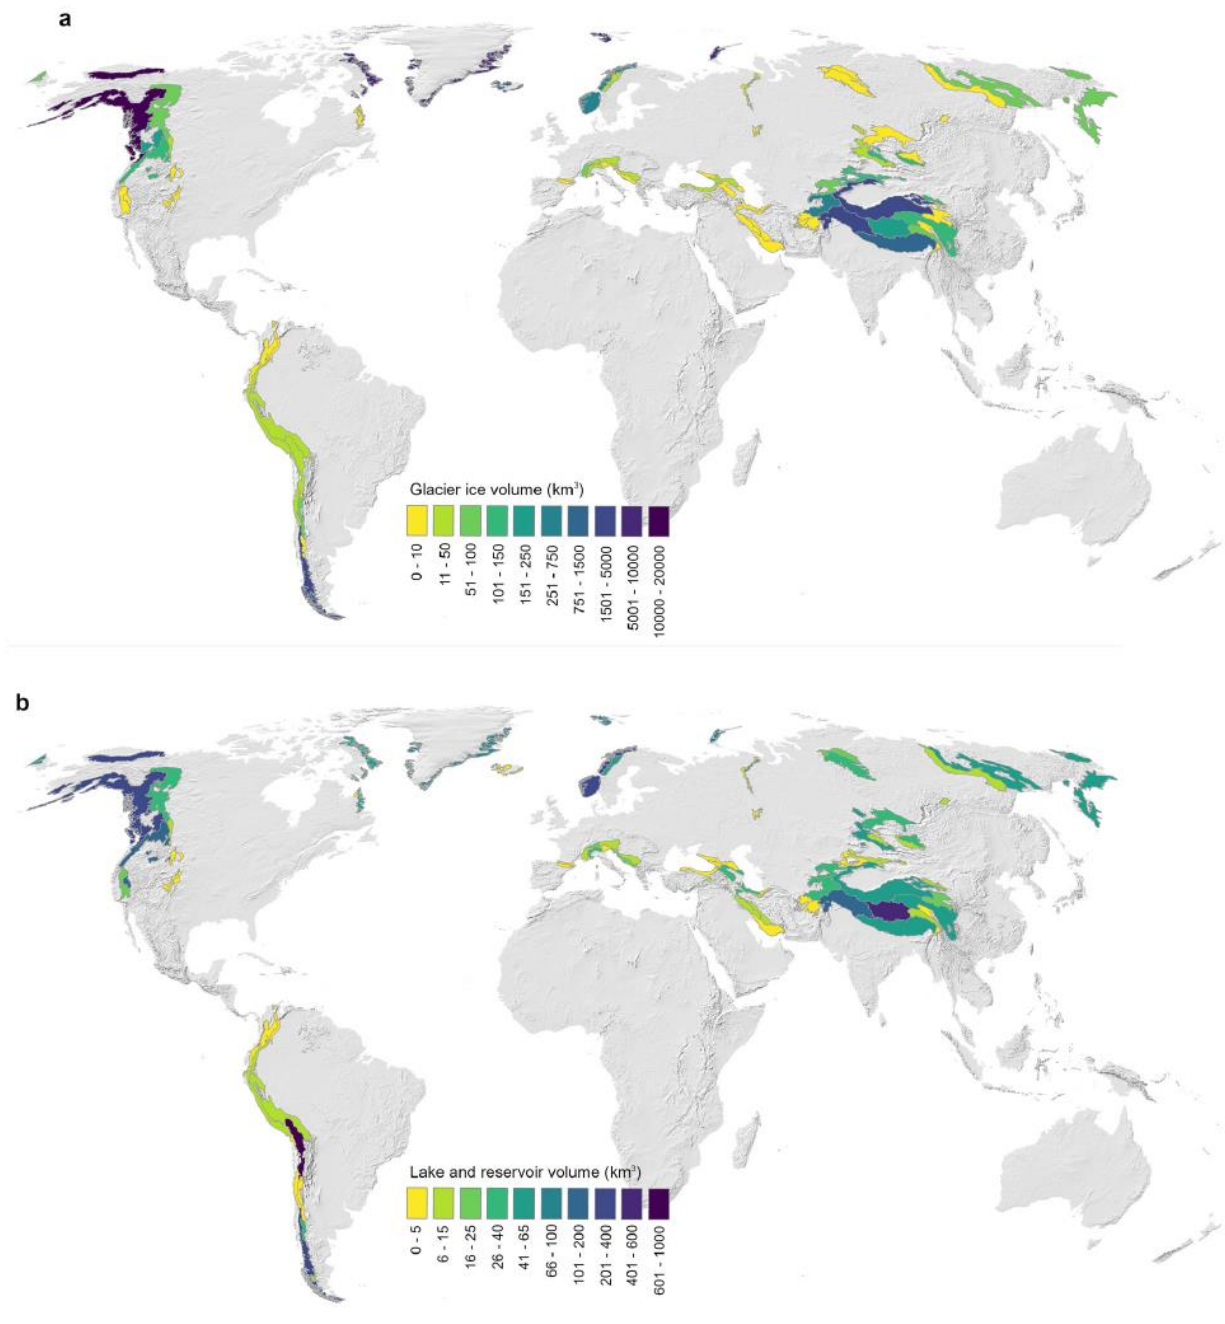 a
Glacier ice volume (km³)
0 - 10
11 - 50
51 - 100
101 - 150
151 - 250
251 - 750
751 - 1500
1501 - 5000
5001 - 10000
10000 - 20000
b
Lake and reservoir volume (km³)
0 - 5
6 - 15
16 - 25
26 - 40
41 - 65
66 - 100
101 - 200
201 - 400
401 - 600
601 - 1000